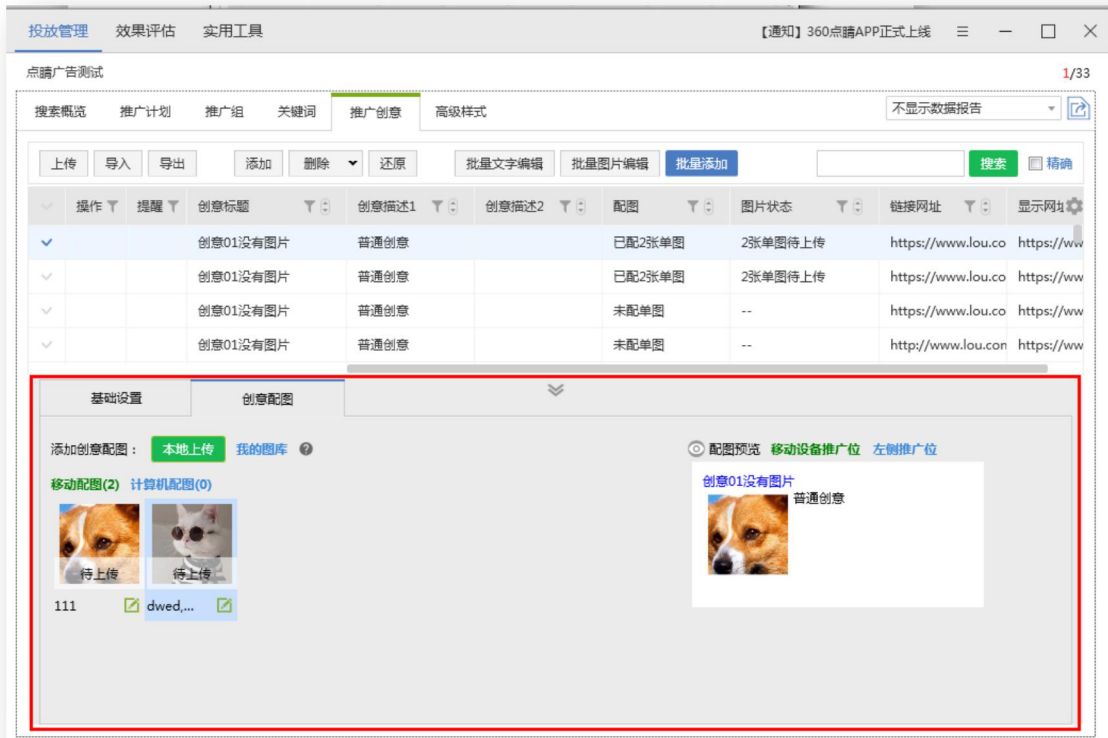 投放管理 效果评估 实用工具 【通知】360点睛APP正式上线
点睛广告测试 1/33
搜索概览 推广计划 推广组 关键词 推广创意 高级样式 不显示数据报告
上传 导入 导出 添加 删除 还原 批量文字编辑 批量图片编辑 批量添加 搜索 精确
操作 提醒 创意标题 创意描述1 创意描述2 配图 图片状态 链接网址 显示网址
创意01没有图片 普通创意 已配2张单图 2张单图待上传 https://www.lou.co https://ww
创意01没有图片 普通创意 已配2张单图 2张单图待上传 https://www.lou.co https://ww
创意01没有图片 普通创意 未配单图 -- https://www.lou.co https://ww
创意01没有图片 普通创意 未配单图 -- http://www.lou.con https://ww
基础设置 创意配图
添加创意配图： 本地上传 我的图库 配图预览 移动设备推广位 左侧推广位
移动配图(2) 计算机配图(0) 创意01没有图片
普通创意
待上传 待上传
111 dwed,...